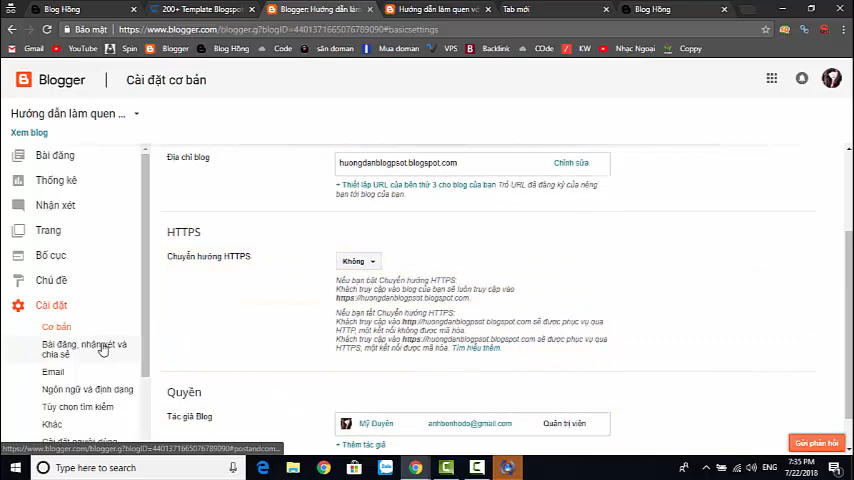 Blog Hồng
200+ Template Blogspot
Blogger: Hướng dẫn làm
Hướng dẫn làm quen với
Tab mới
Blog Hồng
Bảo mật | https://www.blogger.com/blogger.g?blogID=4401371665076789090#basicsettings
Gmail
YouTube
Spin
Blogger
Blog Hồng
Code
săn doman
Mua doman
VPS
Backlink
COde
KW
Nhạc Ngoại
Coppy
Blogger
Cài đặt cơ bản
Hướng dẫn làm quen ...
Xem blog
Bài đăng
Thống kê
Nhận xét
Trang
Bố cục
Chủ đề
Cài đặt
Cơ bản
Bài đăng, nhận xét và
chia sẻ
Email
Ngôn ngữ và định dạng
Tùy chọn tìm kiếm
Khác
Cài đặt người dùng
Địa chỉ blog
huongdanblogpsot.blogspot.com
Chỉnh sửa
+ Thiết lập URL của bên thứ 3 cho blog của bạn Trỏ URL đã đăng ký của riêng
bạn tới blog của bạn.
HTTPS
Chuyển hướng HTTPS
Không
Nếu bạn bật Chuyển hướng HTTPS:
Khách truy cập vào blog của bạn sẽ luôn truy cập vào
https://huongdanblogpsot.blogspot.com.
Nếu bạn tắt Chuyển hướng HTTPS:
Khách truy cập vào http://huongdanblogpsot.blogspot.com sẽ được phục vụ qua
HTTP, một kết nối không được mã hóa.
Khách truy cập vào https://huongdanblogpsot.blogspot.com sẽ được phục vụ qua
HTTPS, một kết nối được mã hóa. Tìm hiểu thêm.
Quyền
Tác giả Blog
Mỹ Duyên
anhbonhodo@gmail.com
Quản trị viên
+ Thêm tác giả
Gửi phản hồi
https://www.blogger.com/blogger.g?blogID=4401371665076789090#postandcom...
Type here to search
Zalo
ENG
7:35 PM
7/22/2018